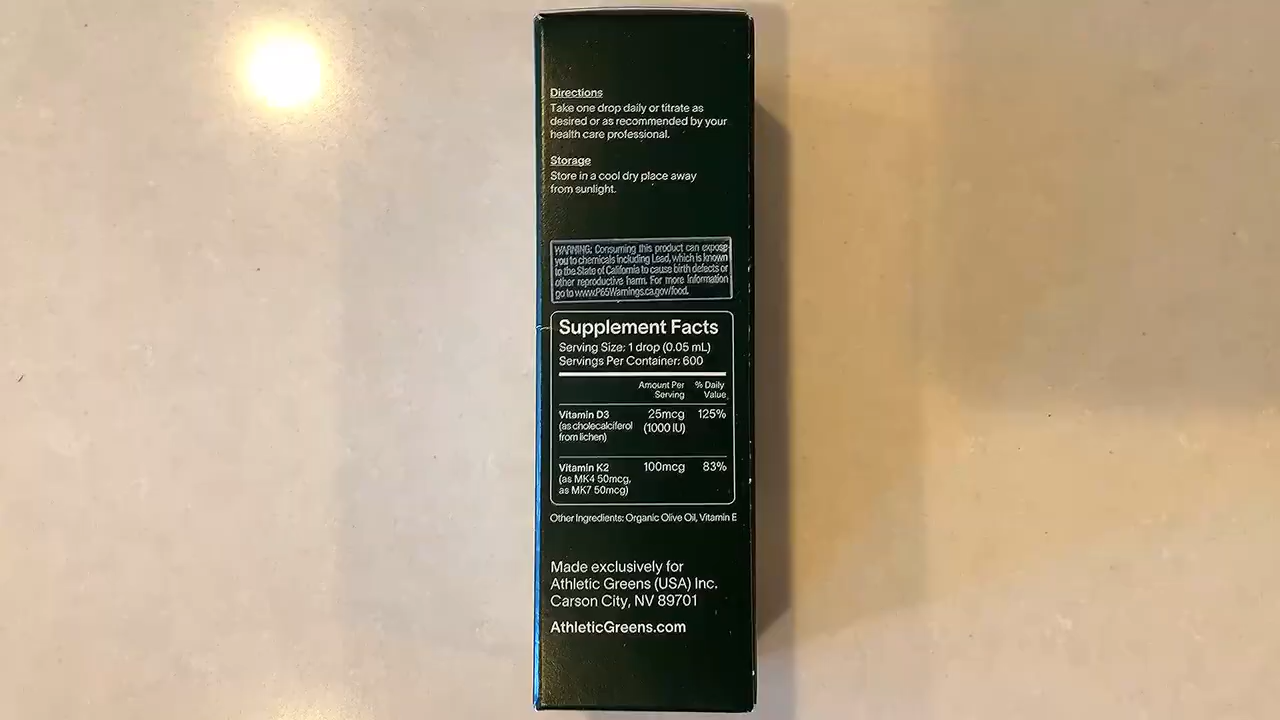 Directions
Take one drop daily or titrate as
desired or as recommended by your
health care professional.
Storage
Store in a cool dry place away
from sunlight.
WARNING: Consuming this product can expose
you to chemicals including Lead, which is known
to the State of California to cause birth defects or
other reproductive harm. For more information
go to www.P65Warnings.ca.gov/food.
Supplement Facts
Serving Size: 1 drop (0.05 mL)
Servings Per Container: 600
Amount Per Serving % Daily Value
Vitamin D3 25mcg 125%
(as cholecalciferol (1000 IU)
from lichen)
Vitamin K2 100mcg 83%
(as MK4 50mcg,
as MK7 50mcg)
Other Ingredients: Organic Olive Oil, Vitamin E
Made exclusively for
Athletic Greens (USA) Inc.
Carson City, NV 89701
AthleticGreens.com